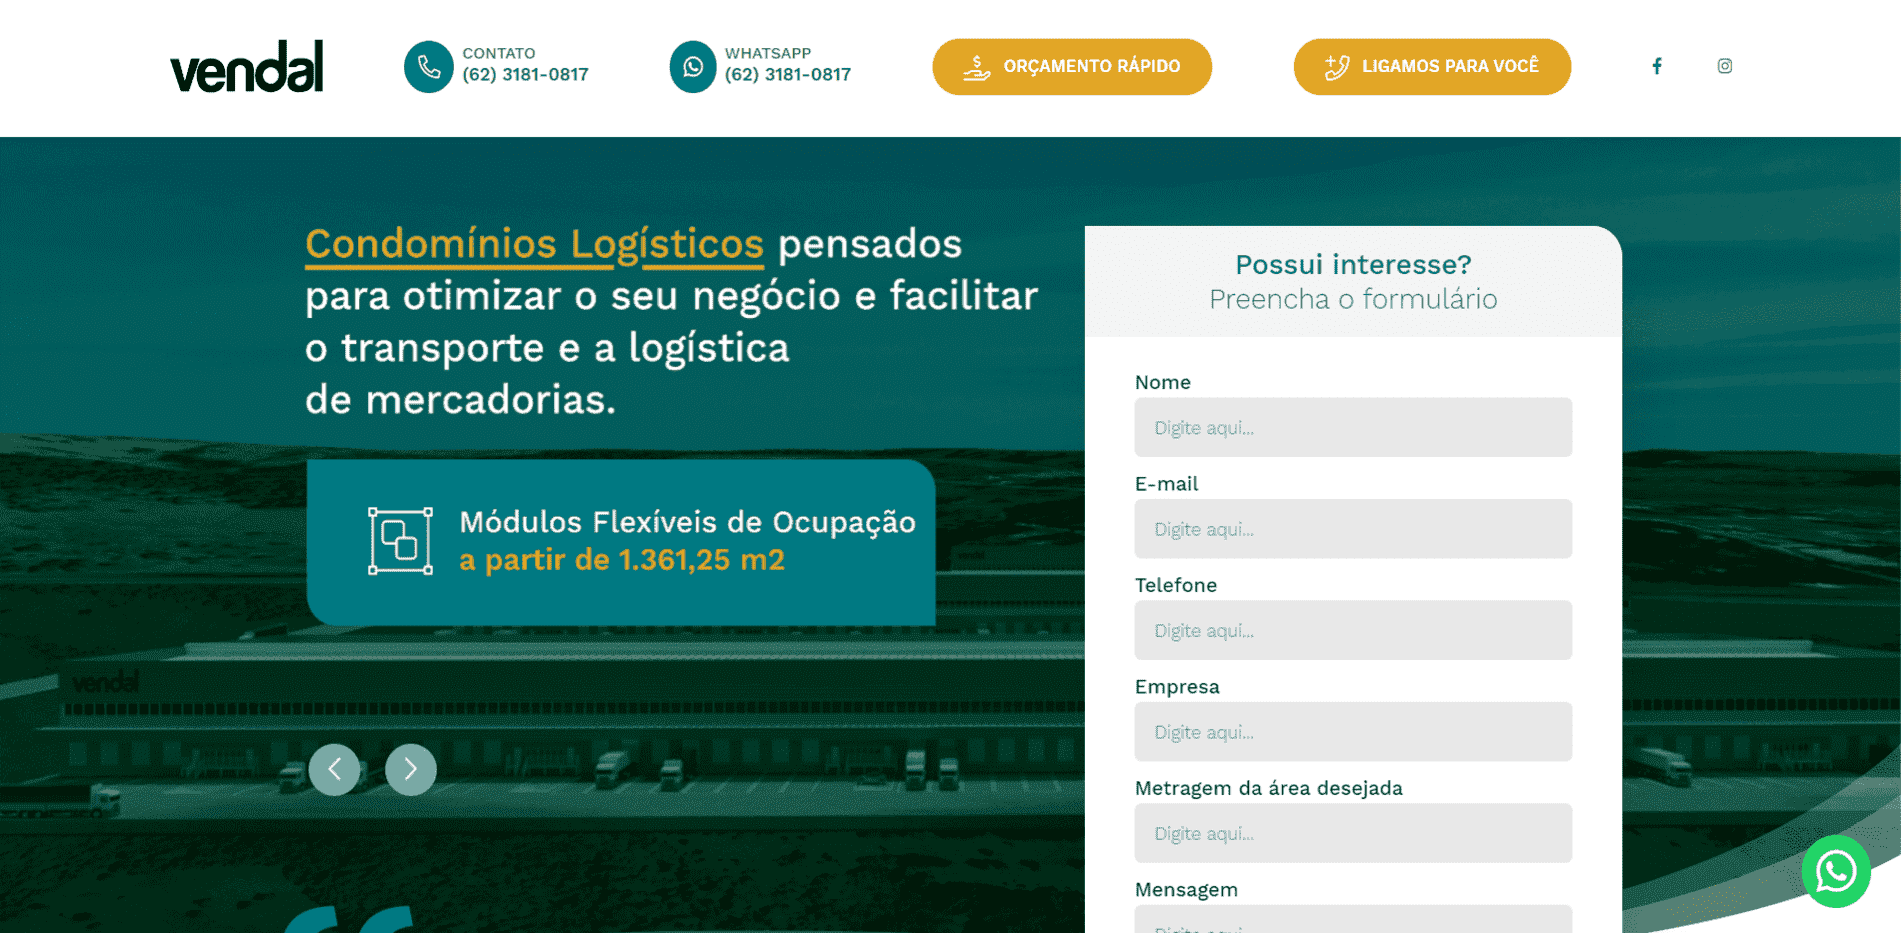 vendal
CONTATO
(62) 3181-0817
WHATSAPP
(62) 3181-0817
ORÇAMENTO RÁPIDO
LIGAMOS PARA VOCÊ
Condomínios Logísticos pensados
para otimizar o seu negócio e facilitar
o transporte e a logística
de mercadorias.
Módulos Flexíveis de Ocupação
a partir de 1.361,25 m2
vendal
Possui interesse?
Preencha o formulário
Nome
Digite aqui...
E-mail
Digite aqui...
Telefone
Digite aqui...
Empresa
Digite aqui...
Metragem da área desejada
Digite aqui...
Mensagem
Digite aqui...